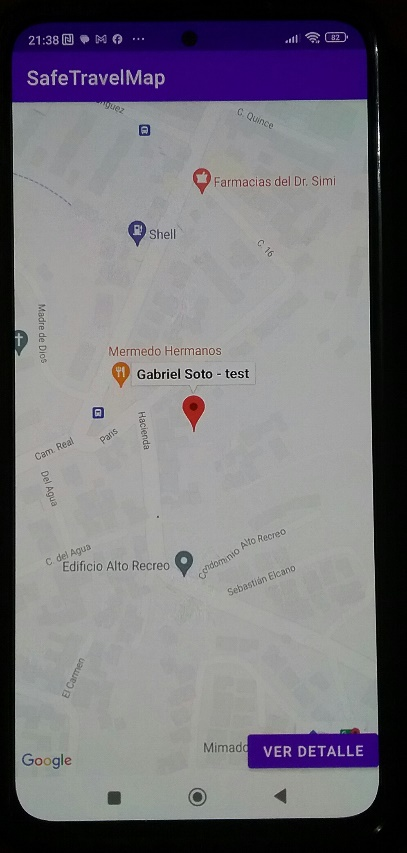 21:38
82
SafeTravelMap
C. Quince
Farmacias del Dr. Simi
Shell
C. 16
Madre de Dios
Mermedo Hermanos
Gabriel Soto - test
Hacienda
Paris
Cam. Real
Del Agua
C. del Agua
Edificio Alto Recreo
Condominio Alto Recreo
Sebastián Elcano
El Carmen
Mimado
VER DETALLE
Google